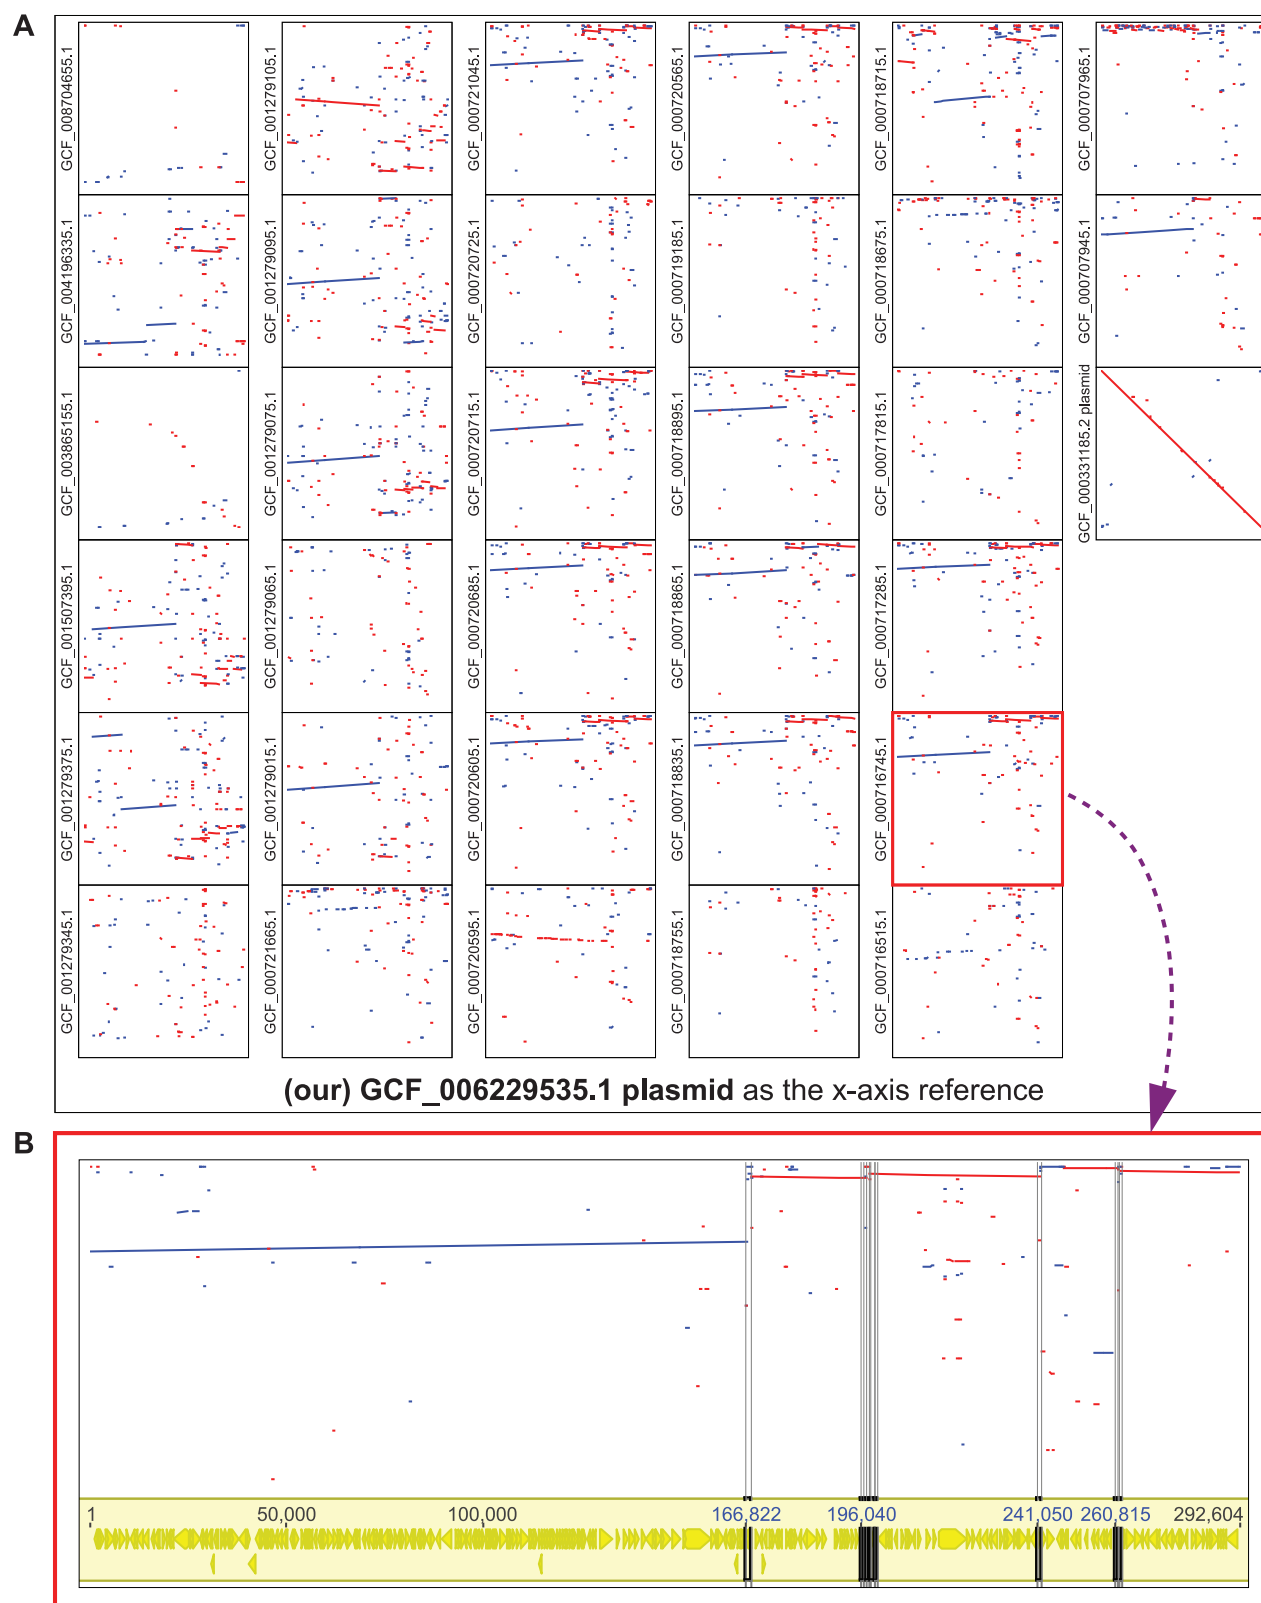 A
GCF_008704655.1
GCF_001279105.1
GCF_000721045.1
GCF_000720565.1
GCF_000718715.1
GCF_000707965.1
GCF_004196335.1
GCF_001279095.1
GCF_000720725.1
GCF_000719185.1
GCF_000718675.1
GCF_000707945.1
GCF_003865155.1
GCF_001279075.1
GCF_000720715.1
GCF_000718895.1
GCF_000717815.1
GCF_000331185.2 plasmid
GCF_001507395.1
GCF_001279065.1
GCF_000720685.1
GCF_000718865.1
GCF_000717285.1
GCF_001279375.1
GCF_001279015.1
GCF_000720605.1
GCF_000718835.1
GCF_000716745.1
GCF_001279345.1
GCF_000721665.1
GCF_000720595.1
GCF_000718755.1
GCF_000716515.1
(our) GCF_006229535.1 plasmid as the x-axis reference
B
1 50,000 100,000 166,822 196,040 241,050 260,815 292,604